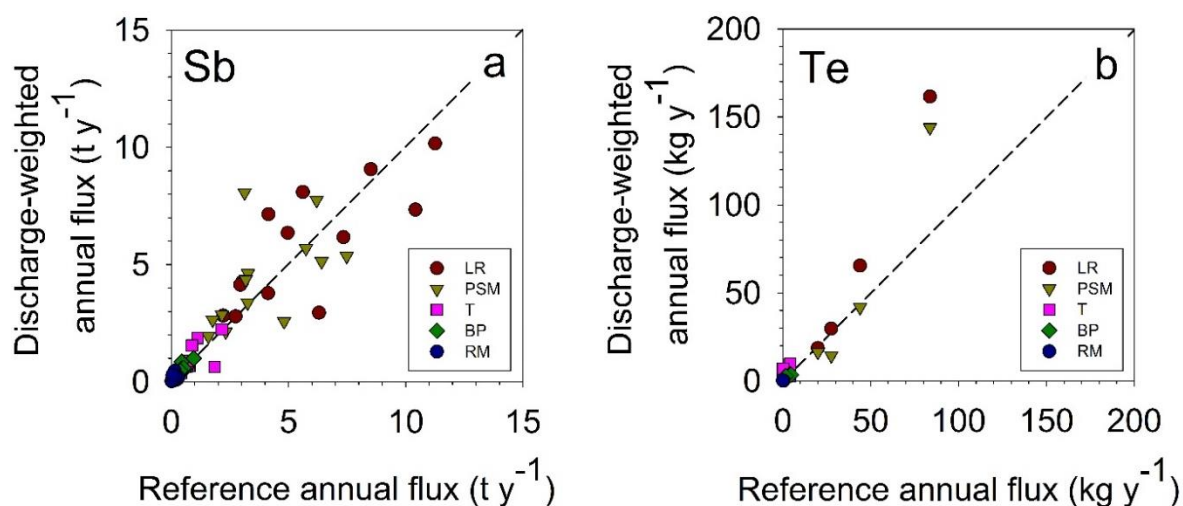 Sb
a
Discharge-weighted
annual flux (t y⁻¹)
15
10
5
0
LR
PSM
T
BP
RM
0 5 10 15
Reference annual flux (t y⁻¹)
Te
b
Discharge-weighted
annual flux (kg y⁻¹)
200
150
100
50
0
LR
PSM
T
BP
RM
0 50 100 150 200
Reference annual flux (kg y⁻¹)